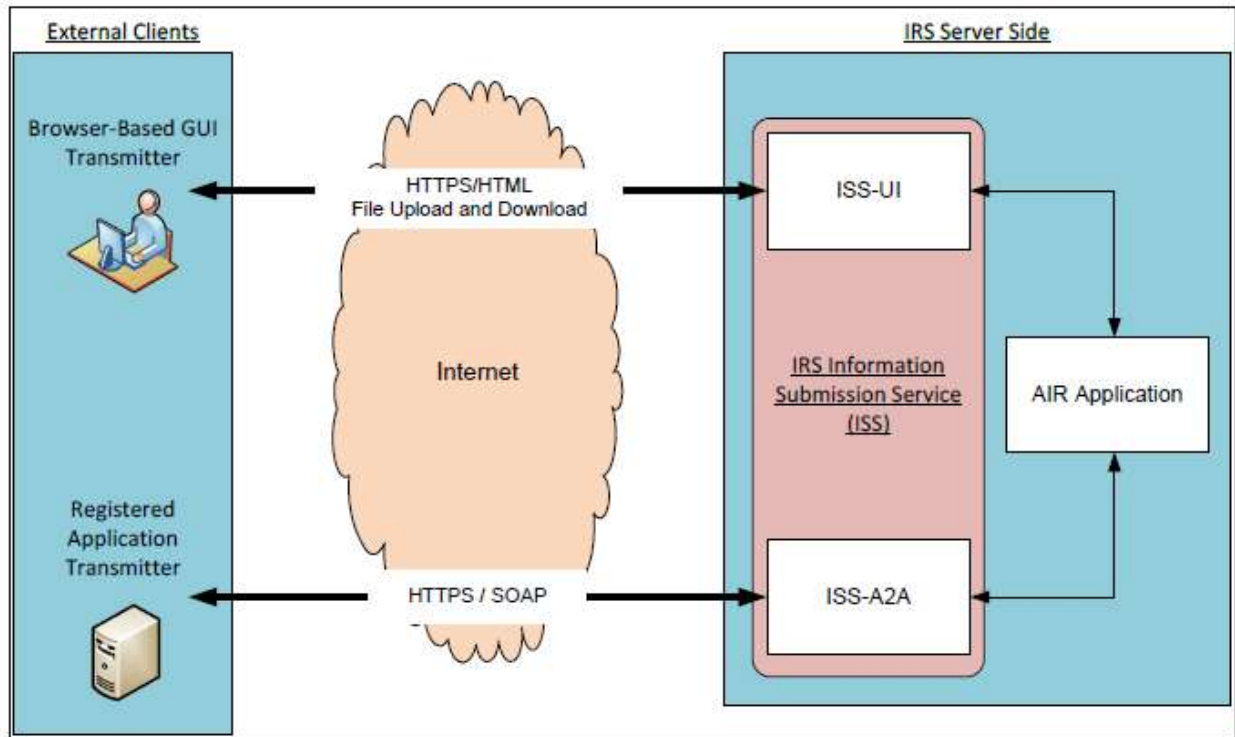 External Clients
IRS Server Side
Browser-Based GUI
Transmitter
HTTPS/HTML
File Upload and Download
ISS-UI
Internet
IRS Information
Submission Service
(ISS)
AIR Application
Registered
Application
Transmitter
HTTPS / SOAP
ISS-A2A